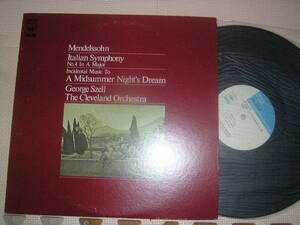 Mendelssohn
Italian Symphony
No.4 In A Major
Incidental Music To
A Midsummer Night's Dream
George Szell
The Cleveland Orchestra